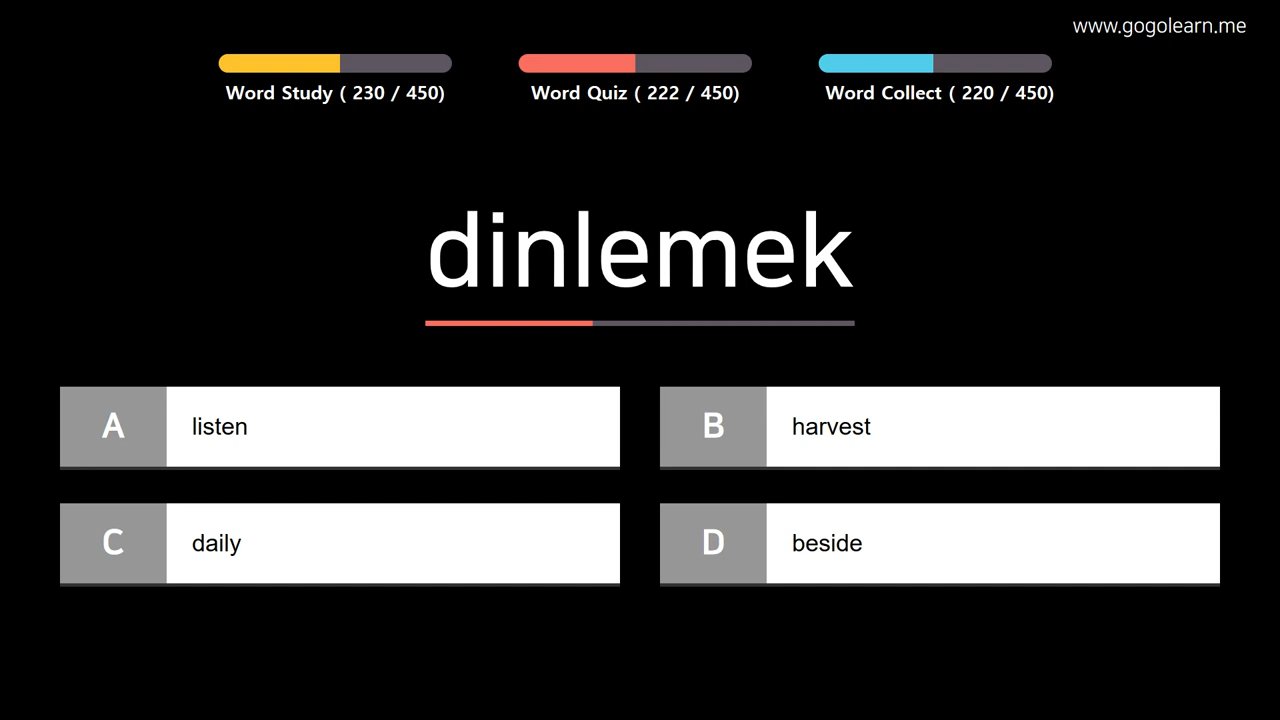 www.gogolearn.me
Word Study ( 230 / 450)
Word Quiz ( 222 / 450)
Word Collect ( 220 / 450)
dinlemek
A listen
B harvest
C daily
D beside